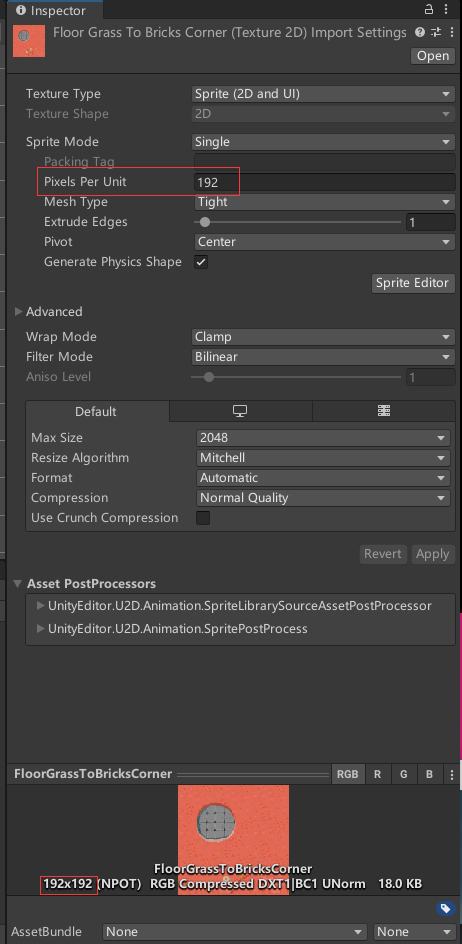 Inspector
Floor Grass To Bricks Corner (Texture 2D) Import Settings
Open
Texture Type Sprite (2D and UI)
Texture Shape 2D
Sprite Mode Single
Packing Tag
Pixels Per Unit 192
Mesh Type Tight
Extrude Edges 1
Pivot Center
Generate Physics Shape
Sprite Editor
Advanced
Wrap Mode Clamp
Filter Mode Bilinear
Aniso Level 1
Default
Max Size 2048
Resize Algorithm Mitchell
Format Automatic
Compression Normal Quality
Use Crunch Compression
Revert Apply
Asset PostProcessors
UnityEditor.U2D.Animation.SpriteLibrarySourceAssetPostProcessor
UnityEditor.U2D.Animation.SpritePostProcess
FloorGrassToBricksCorner RGB R G B
FloorGrassToBricksCorner
192x192 (NPOT) RGB Compressed DXT1|BC1 UNorm 18.0 KB
AssetBundle None None